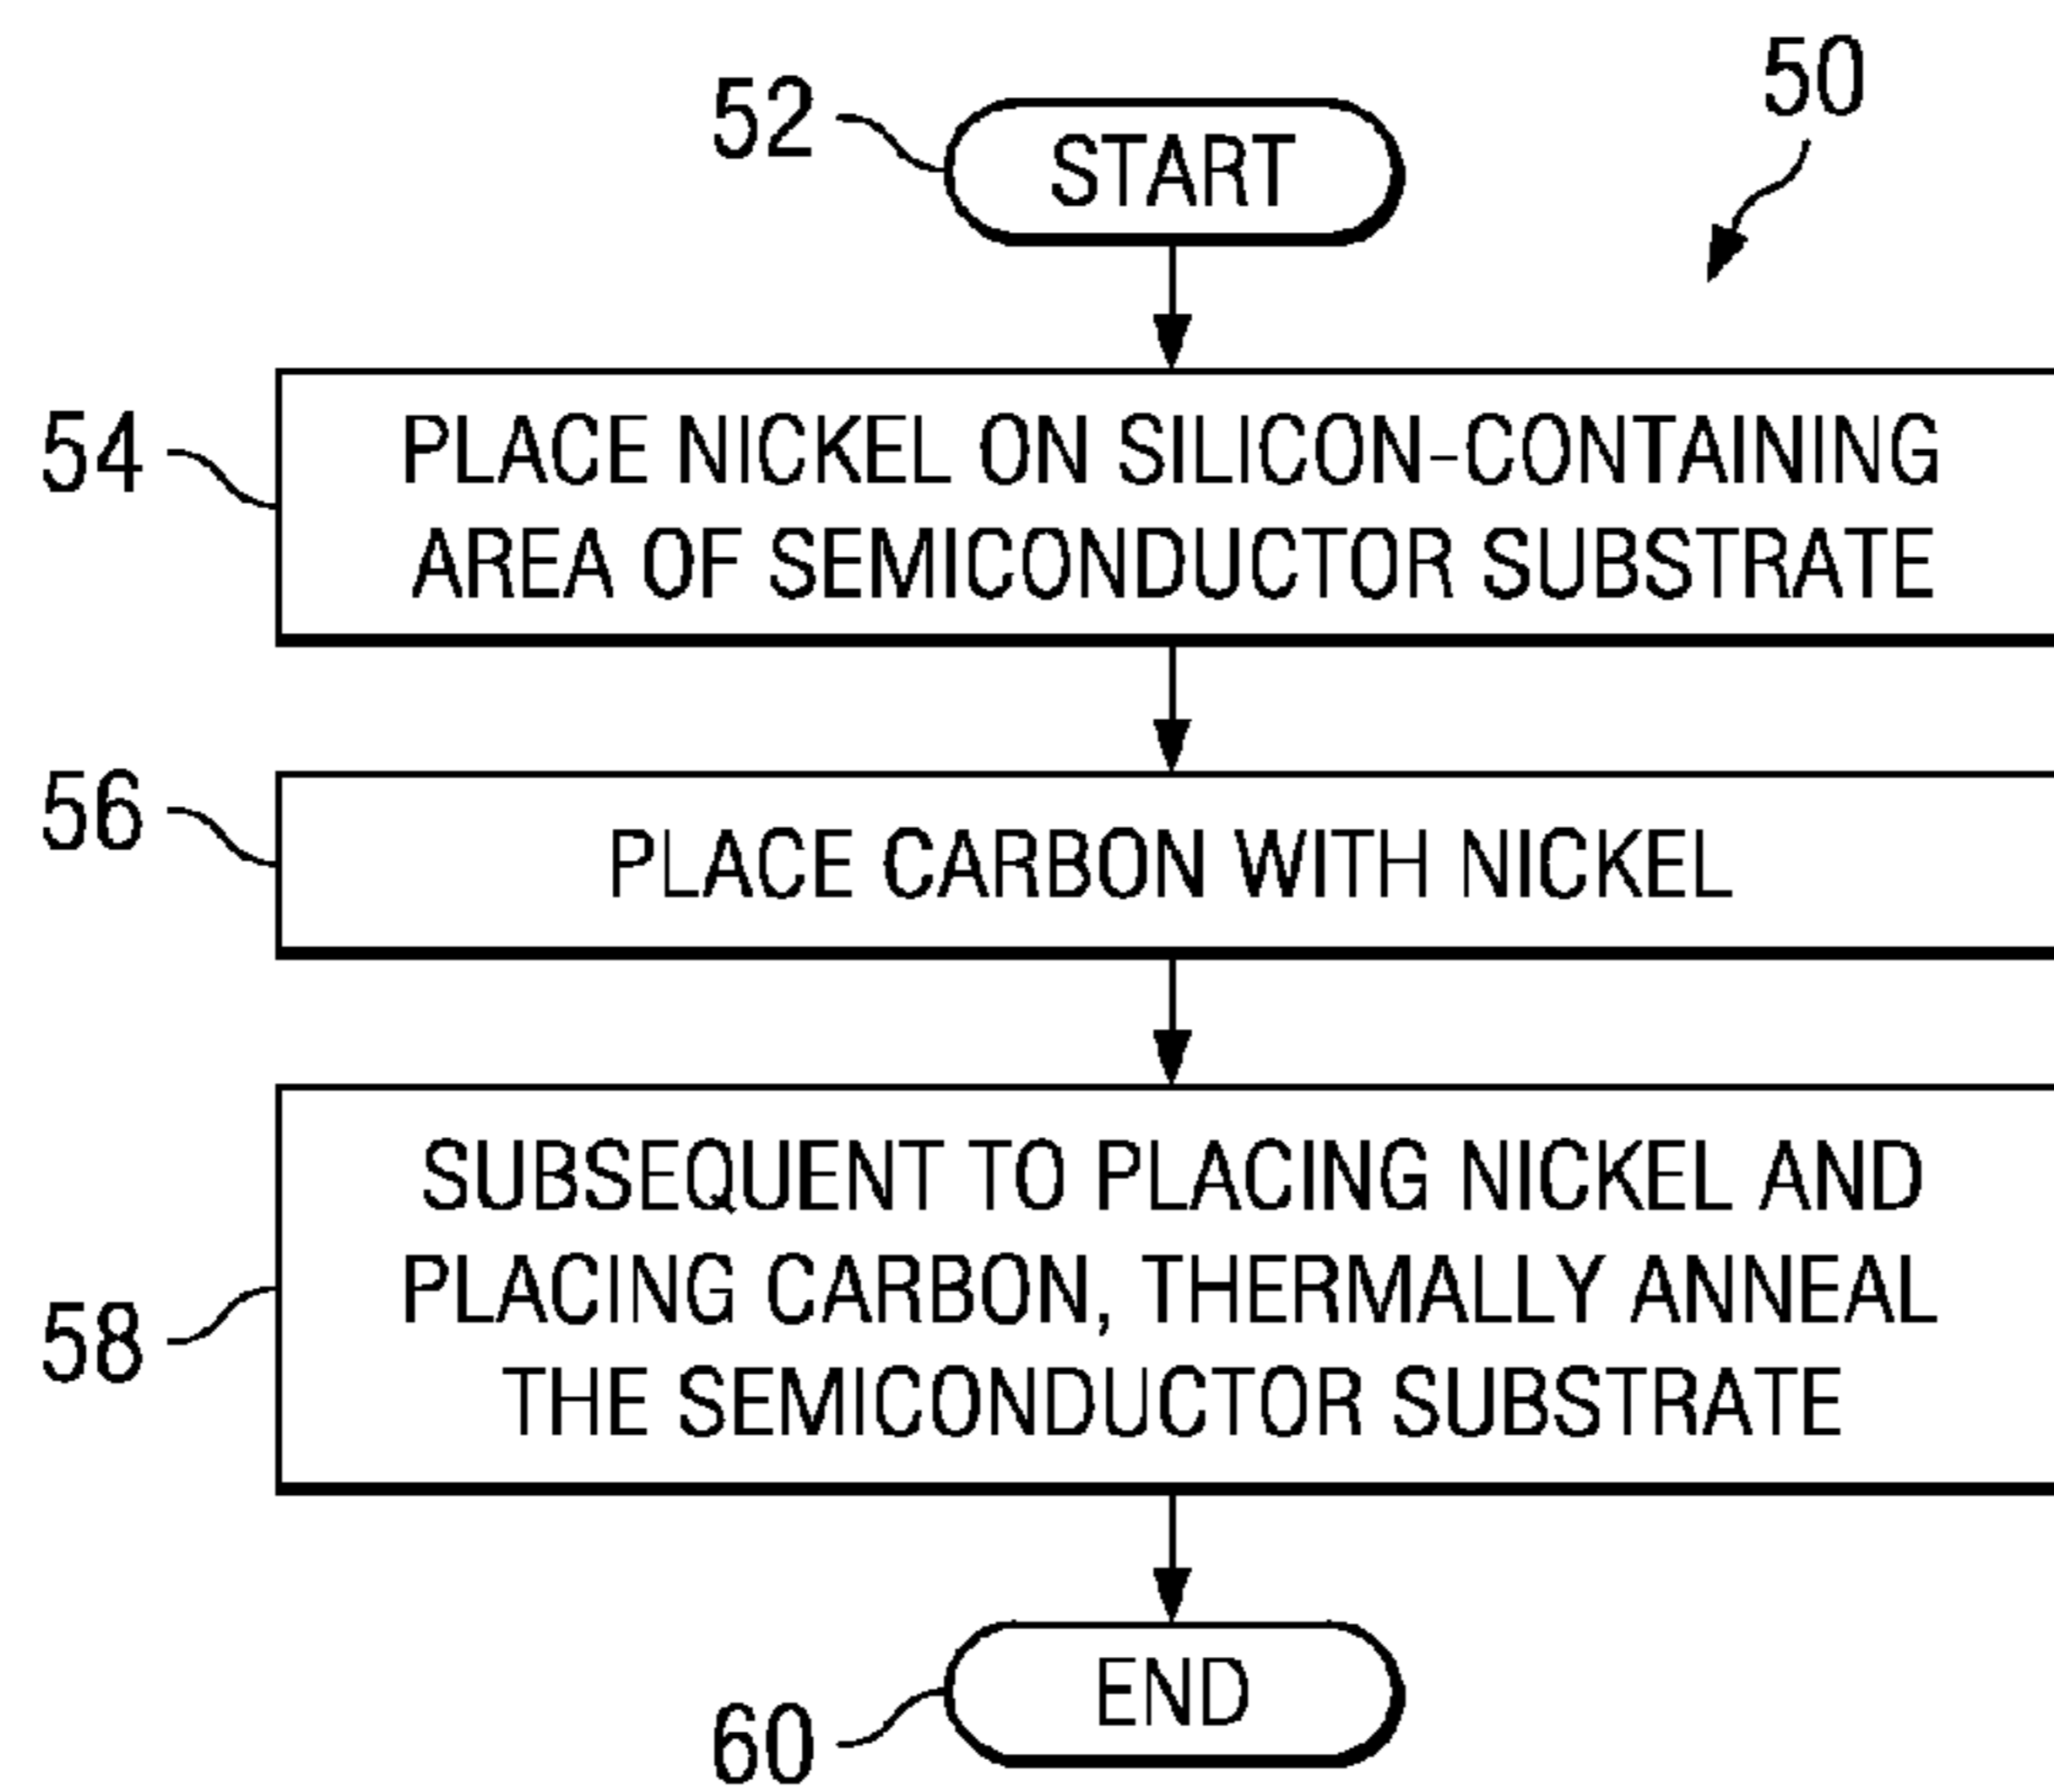 50
52
START
54
PLACE NICKEL ON SILICON-CONTAINING
AREA OF SEMICONDUCTOR SUBSTRATE
56
PLACE CARBON WITH NICKEL
58
SUBSEQUENT TO PLACING NICKEL AND
PLACING CARBON, THERMALLY ANNEAL
THE SEMICONDUCTOR SUBSTRATE
60
END